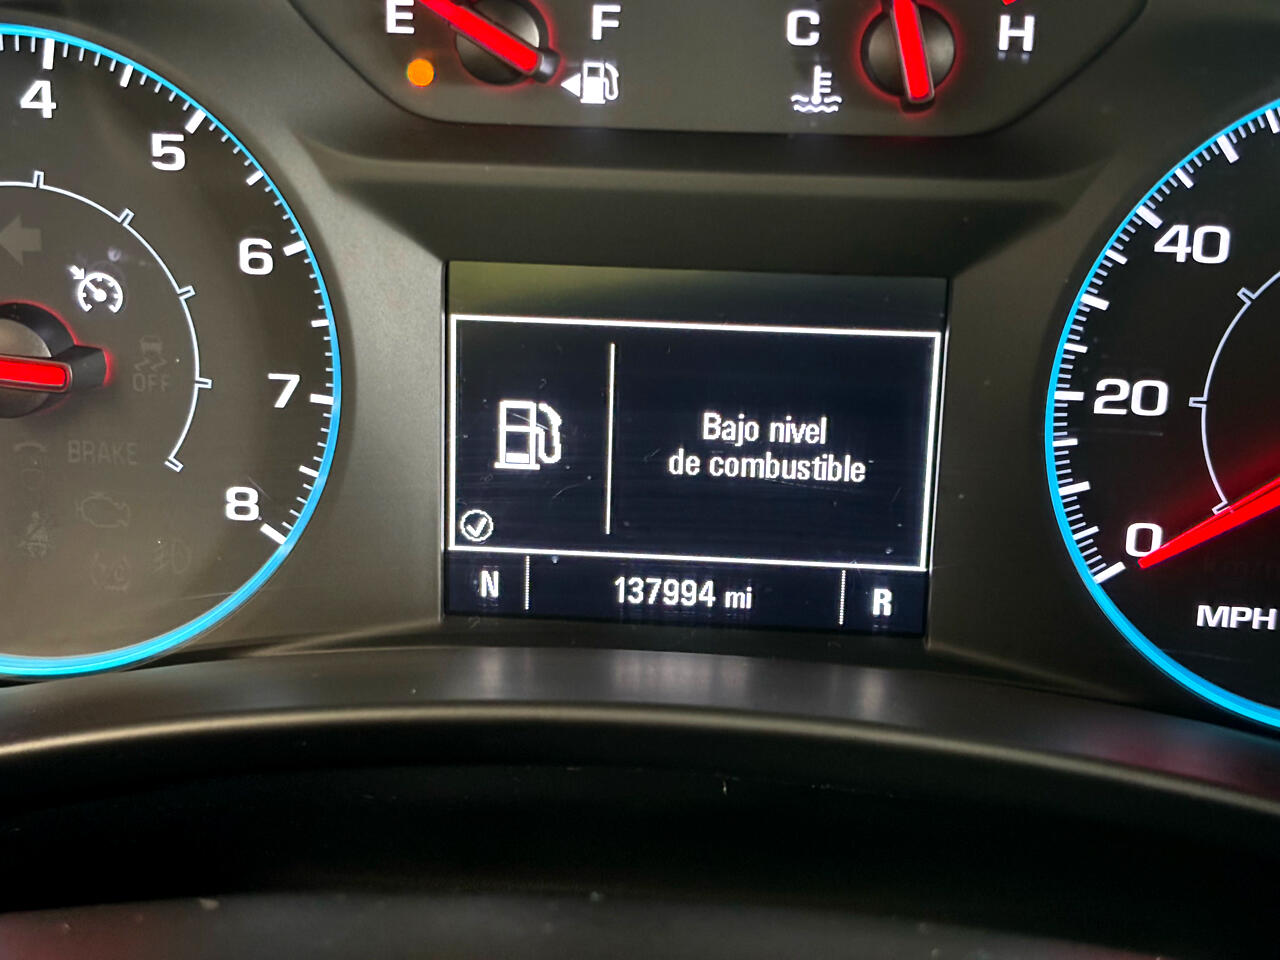 E F
C H
4
5
6
7
8
OFF
BRAKE
40
20
0
MPH
Bajo nivel
de combustible
N 137994 mi R